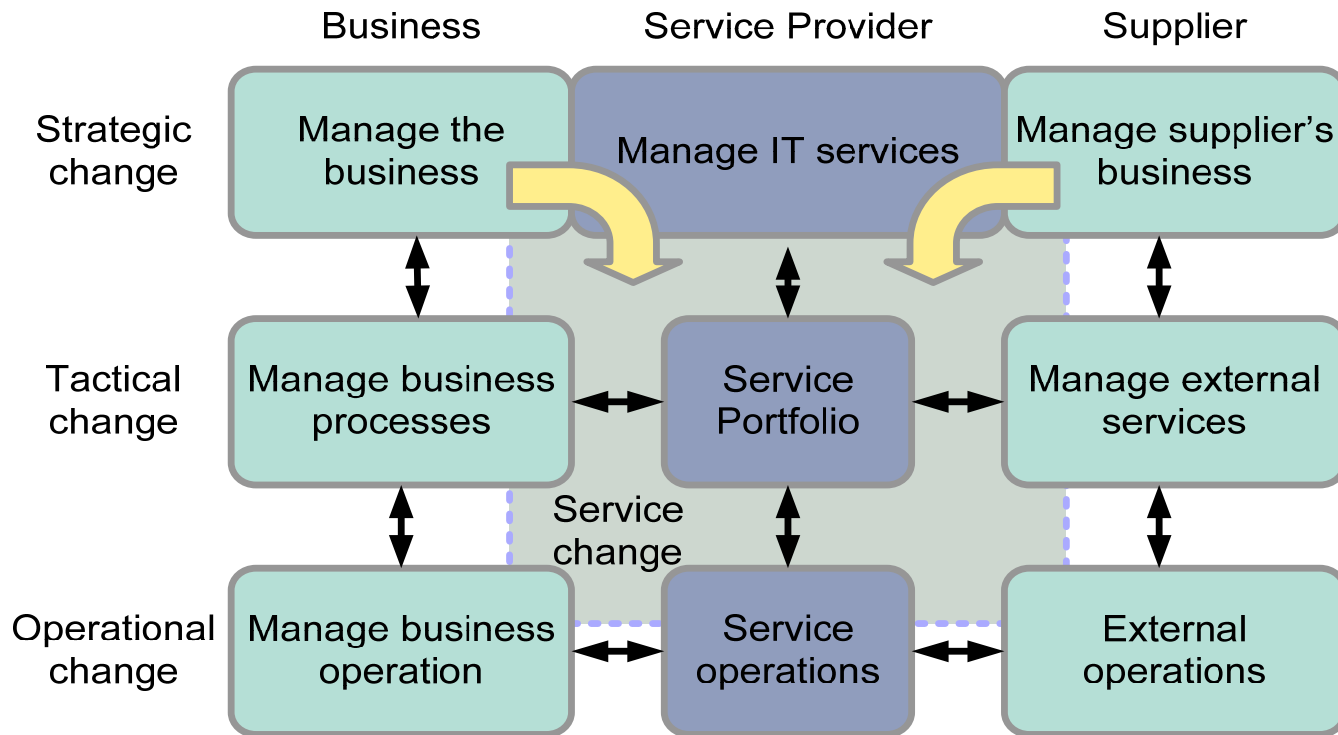 Business
Service Provider
Supplier
Strategic
change
Manage the
business
Manage IT services
Manage supplier’s
business
Tactical
change
Manage business
processes
Service
Portfolio
Manage external
services
Service
change
Operational
change
Manage business
operation
Service
operations
External
operations